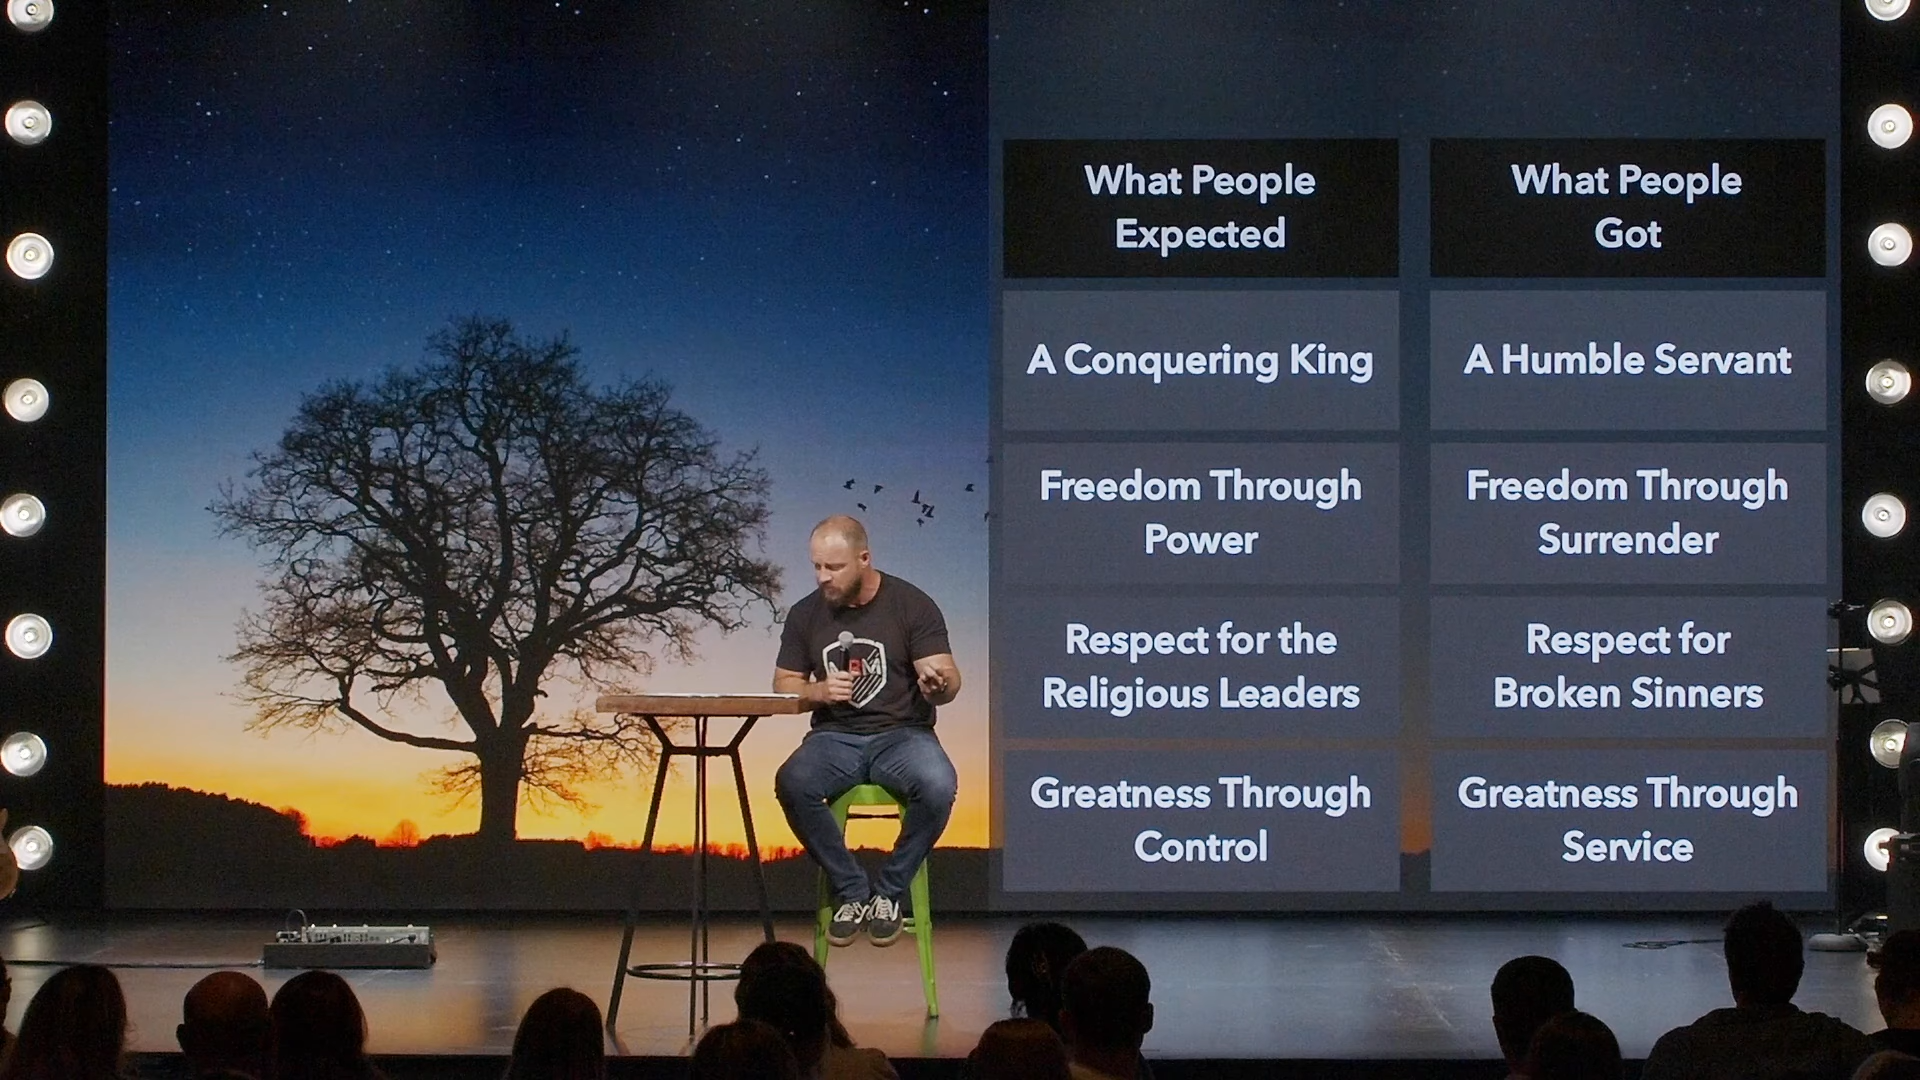 What People
Expected
What People
Got
A Conquering King
A Humble Servant
Freedom Through
Power
Freedom Through
Surrender
Respect for the
Religious Leaders
Respect for
Broken Sinners
Greatness Through
Control
Greatness Through
Service